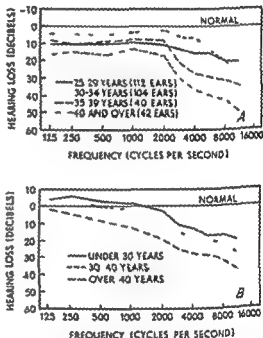 HEARING LOSS (DECIBELS)
-10
0
10
20
30
40
50
60
NORMAL
25 29 YEARS (112 EARS)
30-34 YEARS (104 EARS)
35 39 YEARS (40 EARS)
40 AND OVER (42 EARS)
A
125 250 500 1000 2000 4000 8000 16000
FREQUENCY (CYCLES PER SECOND)
HEARING LOSS (DECIBELS)
10
0
10
20
30
40
50
60
NORMAL
UNDER 30 YEARS
30 40 YEARS
OVER 40 YEARS
B
125 250 500 1000 2000 4000 8000 16000
FREQUENCY (CYCLES PER SECOND)